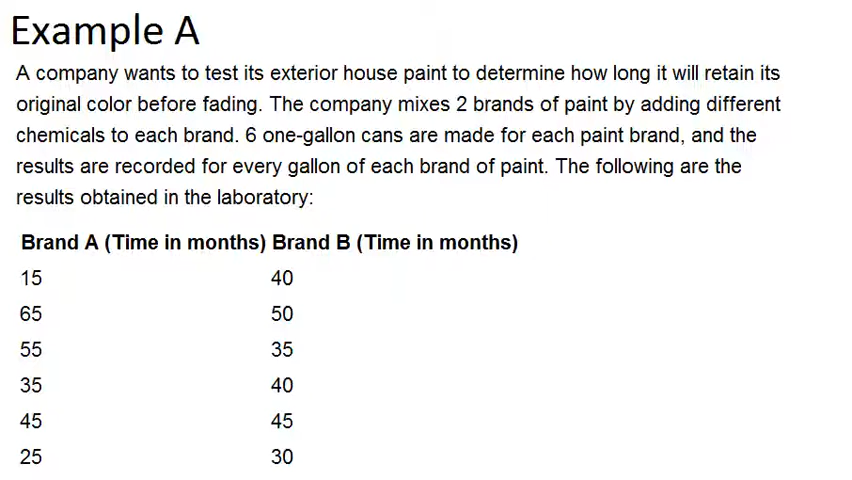 Example A
A company wants to test its exterior house paint to determine how long it will retain its
original color before fading. The company mixes 2 brands of paint by adding different
chemicals to each brand. 6 one-gallon cans are made for each paint brand, and the
results are recorded for every gallon of each brand of paint. The following are the
results obtained in the laboratory:
Brand A (Time in months) Brand B (Time in months)
15 40
65 50
55 35
35 40
45 45
25 30